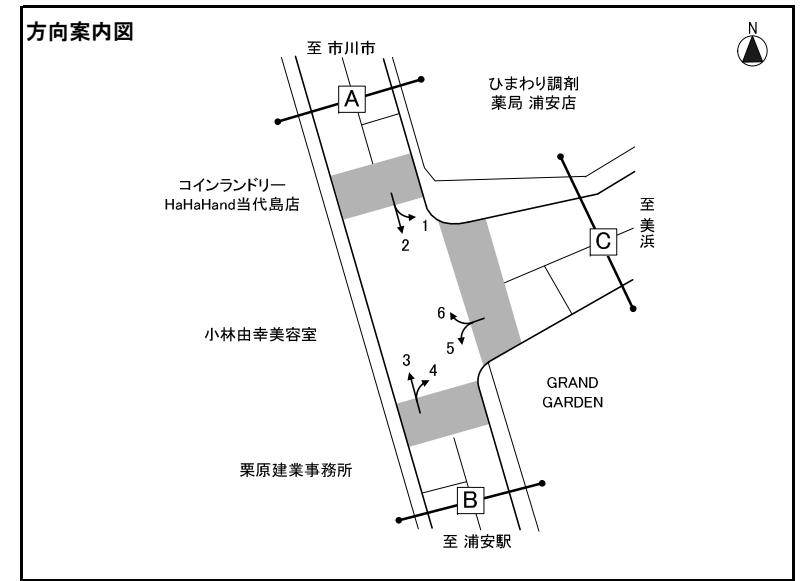 方向案内図
N
至 市川市
A
ひまわり調剤
薬局 浦安店
コインランドリー
HaHaHand当代島店
1
2
至
美
浜
C
6
5
小林由幸美容室
3
4
GRAND
GARDEN
栗原建業事務所
B
至 浦安駅